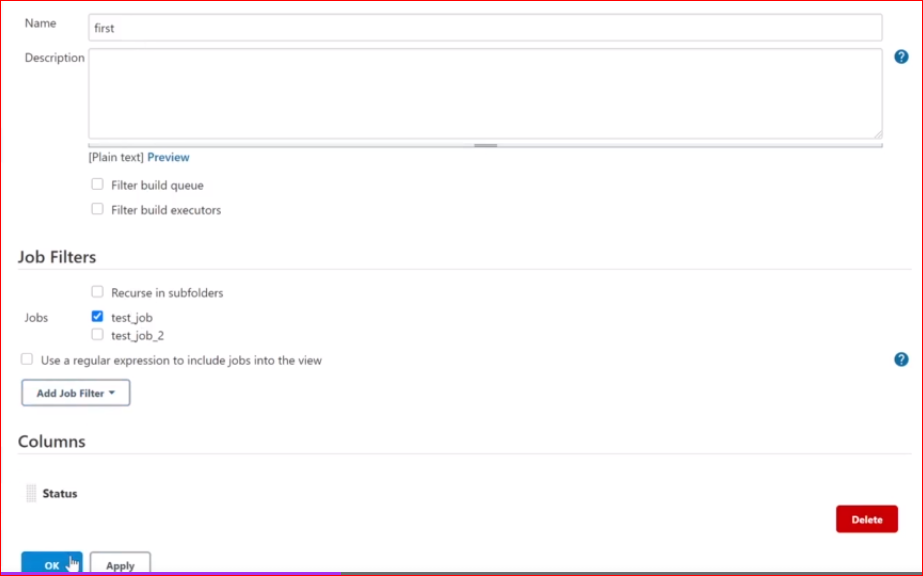 Name
first
Description
?
[Plain text] Preview
Filter build queue
Filter build executors
Job Filters
Recurse in subfolders
Jobs
test_job
test_job_2
Use a regular expression to include jobs into the view
?
Add Job Filter
Columns
Status
Delete
OK
Apply